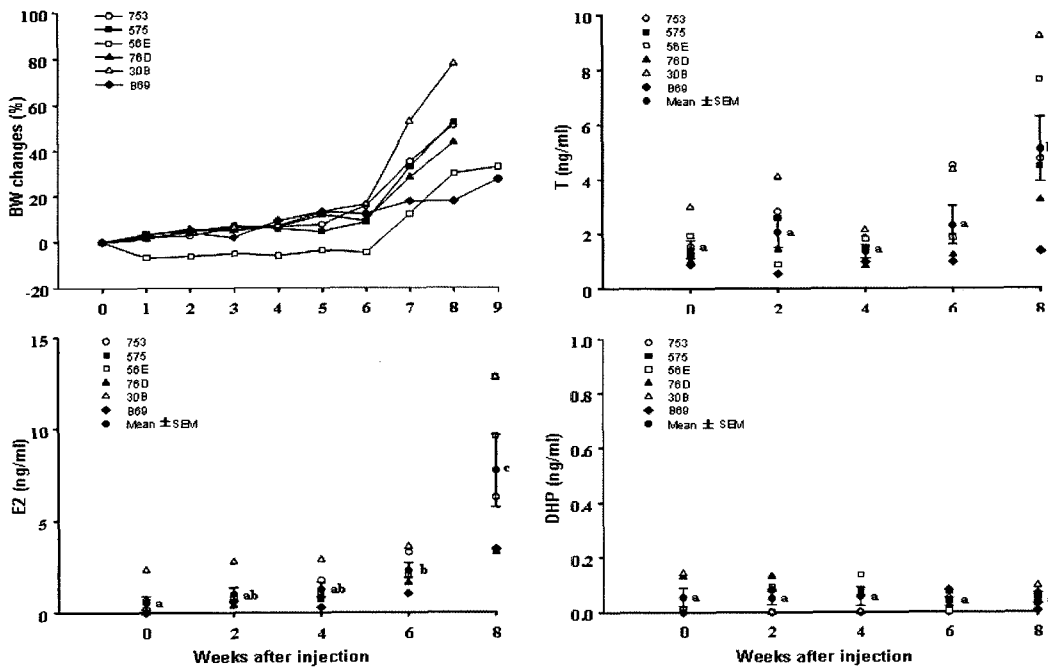 100
80
60
40
20
0
-20
BW changes (%)
753
575
56E
76D
30B
B69
0 1 2 3 4 5 6 7 8 9
10
8
6
4
2
0
T (ng/ml)
753
575
56E
76D
30B
B69
Mean ±SEM
a
a
a
a
0 2 4 6 8
15
10
5
0
E2 (ng/ml)
753
575
56E
76D
30B
B69
Mean ±SEM
a
ab
ab
b
c
0 2 4 6 8
Weeks after injection
1.0
0.8
0.6
0.4
0.2
0.0
DHP (ng/ml)
753
575
56E
76D
30B
B69
Mean ± SEM
a
a
a
a
0 2 4 6 8
Weeks after injection